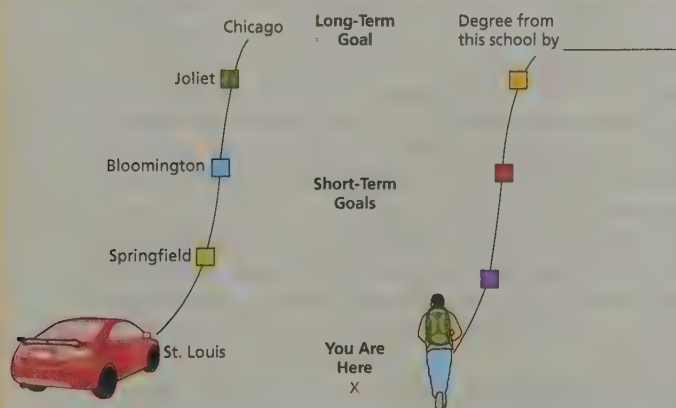 Chicago
Long-Term
Goal
Degree from
this school by
Joliet
Bloomington
Short-Term
Goals
Springfield
St. Louis
You Are
Here
X